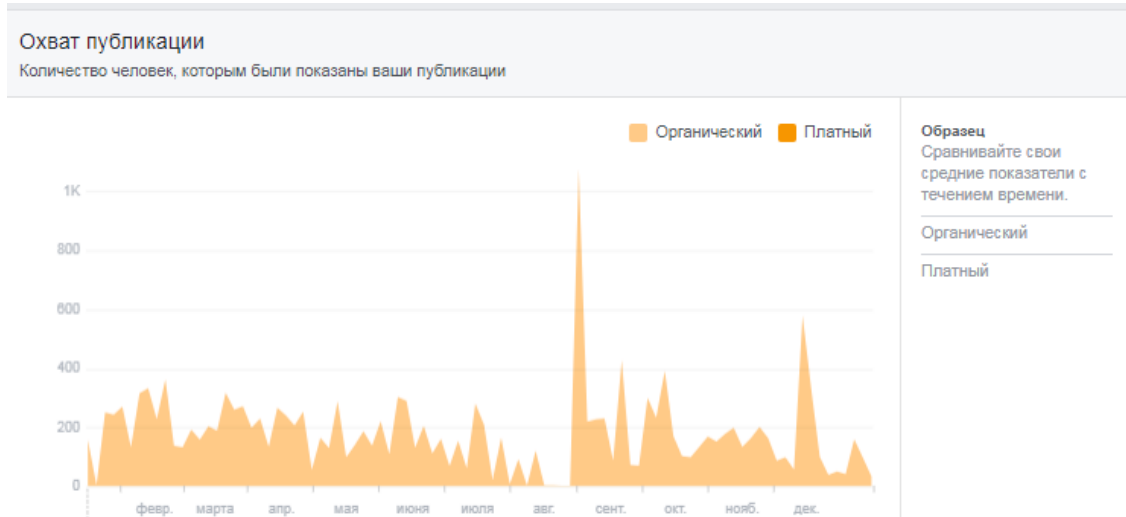 Охват публикации
Количество человек, которым были показаны ваши публикации
Органический
Платный
Образец
Сравнивайте свои
средние показатели с
течением времени.
Органический
Платный
1K
800
600
400
200
0
февр.
марта
апр.
мая
июня
июля
авг.
сент.
окт.
нояб.
дек.